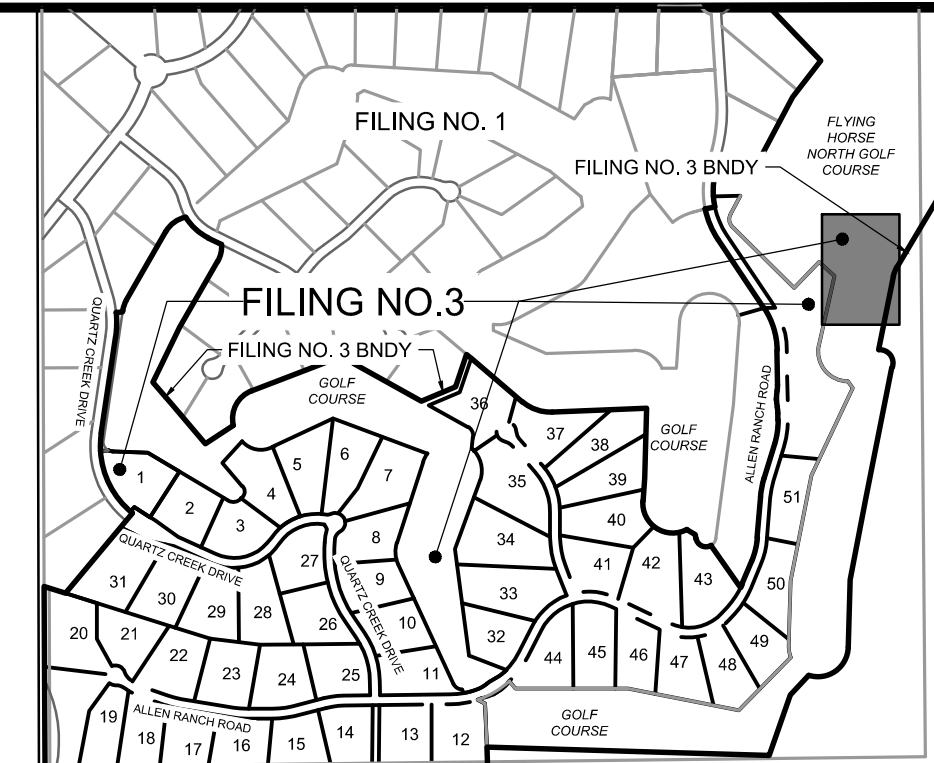 FILING NO. 1
FLYING
HORSE
NORTH GOLF
COURSE
FILING NO. 3 BNDY
FILING NO.3
QUARTZ CREEK DRIVE
FILING NO. 3 BNDY
GOLF
COURSE
ALLEN RANCH ROAD
36
37
38
GOLF
COURSE
39
40
35
34
33
32
1
2
3
4
5
6
7
8
9
10
11
QUARTZ CREEK DRIVE
QUARTZ CREEK DRIVE
31
30
29
28
27
26
25
41
42
43
51
50
49
48
47
46
45
44
20
21
22
23
24
ALLEN RANCH ROAD
19
18
17
16
15
14
13
12
GOLF
COURSE